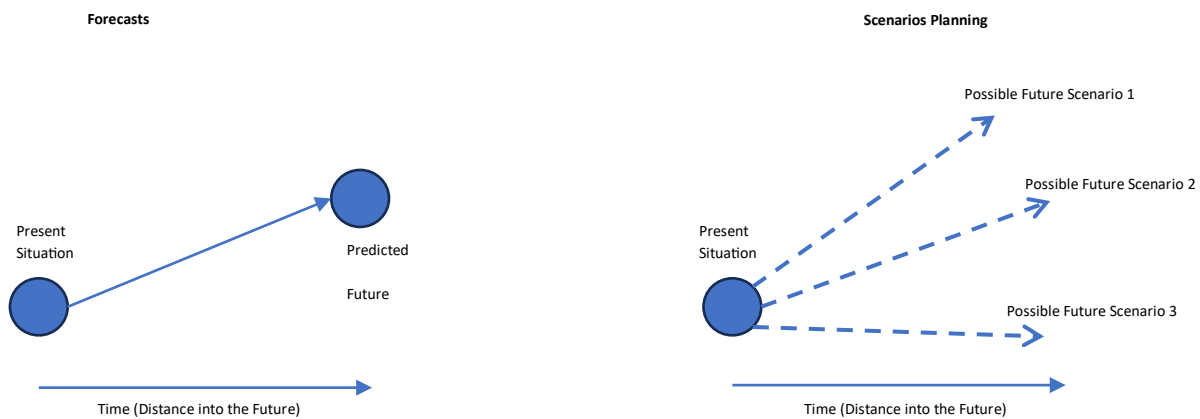 Forecasts
Present
Situation
Predicted
Future
Time (Distance into the Future)
Scenarios Planning
Possible Future Scenario 1
Possible Future Scenario 2
Present
Situation
Possible Future Scenario 3
Time (Distance into the Future)